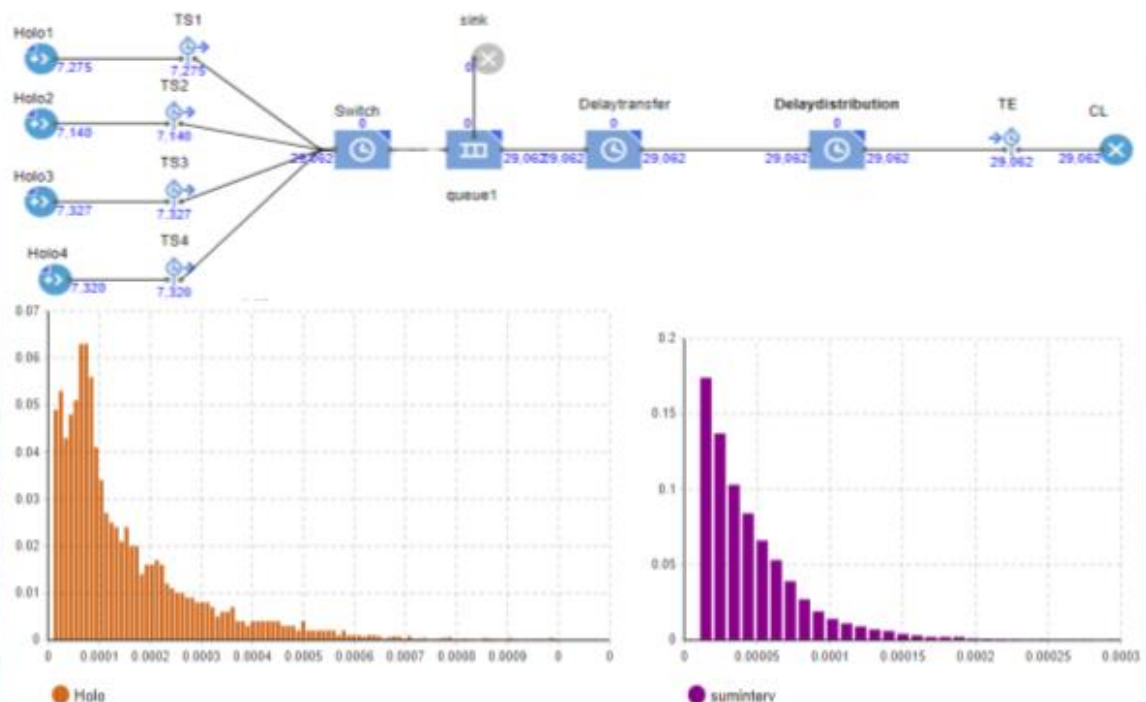 TS1
sink
Holo1
7,275
7,275
0
TS2
Holo2
Switch
Delaytransfer
Delaydistribution
TE
CL
7,140
7,140
0
0
0
0
29,062
29,062
29,062
29,062
29,062
29,062
29,062
29,062
TS3
Holo3
queue1
7,327
7,327
TS4
Holo4
7,320
7,320
0.07
0.06
0.05
0.04
0.03
0.02
0.01
0
0 0.0001 0.0002 0.0003 0.0004 0.0005 0.0006 0.0007 0.0008 0.0009 0 0
Holo
0.2
0.15
0.1
0.05
0
0 0.00005 0.0001 0.00015 0.0002 0.00025 0.0003
suminterv